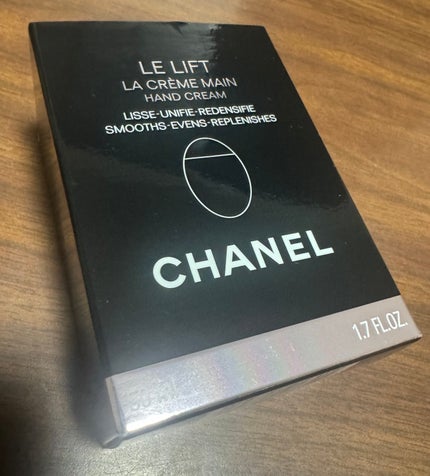 LE LIFT
LA CRÈME MAIN
HAND CREAM
LISSE-UNIFIE-REDENSIFIE
SMOOTHS-EVENS-REPLENISHES
CHANEL
1.7 FL.OZ.